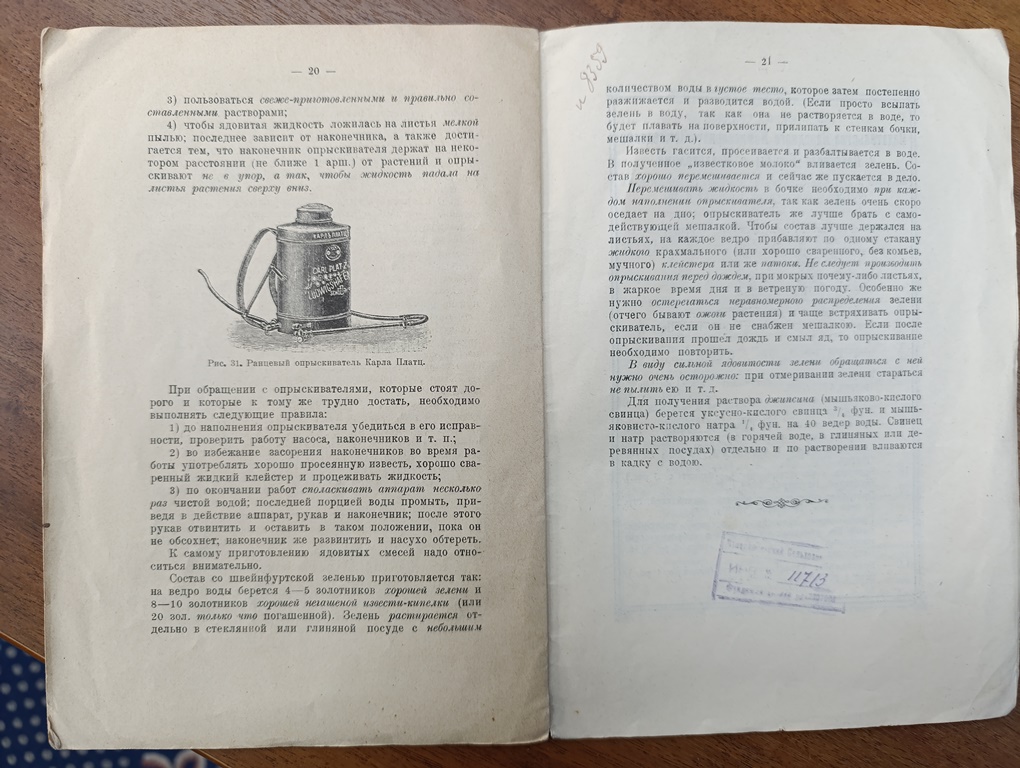 — 20 —
3) пользоваться свеже-приготовленными и правильно со-
ставленными растворами;
4) чтобы ядовитая жидкость ложилась на листья мелкой
пылью; последнее зависит от наконечника, а также дости-
гается тем, что наконечник опрыскивателя держат на неко-
тором расстоянии (не ближе 1 арш.) от растений и опры-
скивают не в упор, а так, чтобы жидкость падала на
листья растения сверху вниз.
CARL PLATZ
LUDWIGSHAFEN
Рис. 31. Ранцевый опрыскиватель Карла Платц.
При обращении с опрыскивателями, которые стоят до-
рого и которые к тому же трудно достать, необходимо
выполнять следующие правила:
1) до наполнения опрыскивателя убедиться в его исправ-
ности, проверить работу насоса, наконечников и т. п.;
2) во избежание засорения наконечников во время ра-
боты употреблять хорошо просеянную известь, хорошо сва-
ренный жидкий клейстер и процеживать жидкость;
3) по окончании работ споласкивать аппарат несколько
раз чистой водой; последней порцией воды промыть, при-
ведя в действие аппарат, рукав и наконечник; после этого
рукав отвинтить и оставить в таком положении, пока он
не обсохнет; наконечник же развинтить и насухо обтереть.
К самому приготовлению ядовитых смесей надо отно-
ситься внимательно.
Состав со швейнфуртской зеленью приготовляется так:
на ведро воды берется 4—5 золотников хорошей зелени и
8—10 золотников хорошей негашеной извести-кипелки (или
20 зол. только что погашенной). Зелень растирается от-
дельно в стеклянной или глиняной посуде с небольшим
— 21 —
количеством воды в густое тесто, которое затем постепенно
разжижается и разводится водой. (Если просто всыпать
зелень в воду, так как она не растворяется в воде, то
будет плавать на поверхности, прилипать к стенкам бочки,
мешалки и т. д.).
Известь гасится, просеивается и разбалтывается в воде.
В полученное „известковое молоко“ вливается зелень. Со-
став хорошо перемешивается и сейчас же пускается в дело.
Перемешивать жидкость в бочке необходимо при каж-
дом наполнении опрыскивателя, так как зелень очень скоро
оседает на дно; опрыскиватель же лучше брать с само-
действующей мешалкой. Чтобы состав лучше держался на
листьях, на каждое ведро прибавляют по одному стакану
жидкого крахмального (или хорошо сваренного, без комьев,
мучного) клейстера или же патоки. Не следует производить
опрыскивания перед дождем, при мокрых почему-либо листьях,
в жаркое время дня и в ветреную погоду. Особенно же
нужно остерегаться неравномерного распределения зелени
(отчего бывают ожоги растения) и чаще встряхивать опры-
скиватель, если он не снабжен мешалкою. Если после
опрыскивания прошел дождь и смыл яд, то опрыскивание
необходимо повторить.
В виду сильной ядовитости зелени обращаться с ней
нужно очень осторожно: при отмеривании зелени стараться
не пылить ею и т. д.
Для получения раствора джипсина (мышьяково-кислого
свинца) берется уксусно-кислого свинца ³/₄ фун. и мышь-
яковисто-кислого натра фун. на 40 ведер воды. Свинец
и натр растворяются (в горячей воде, в глиняных или де-
ревянных посудах) отдельно и по растворении вливаются
в кадку с водою.
11713